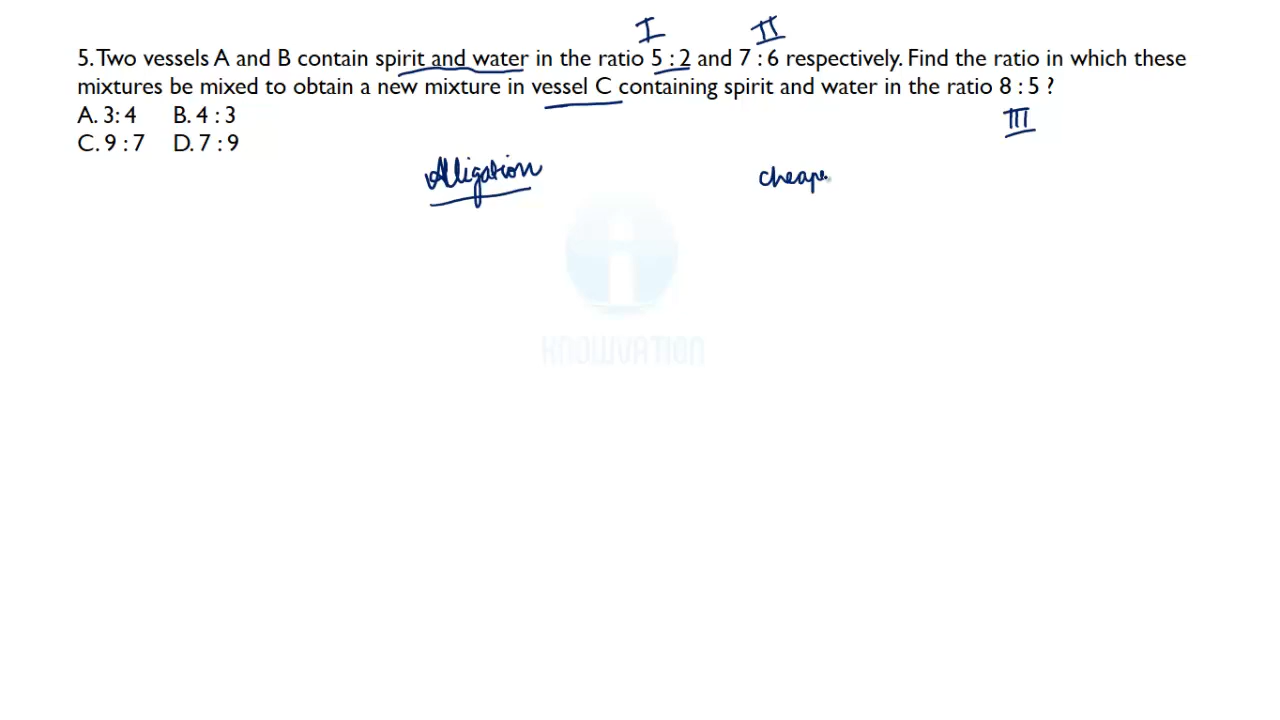 I II
5. Two vessels A and B contain spirit and water in the ratio 5 : 2 and 7 : 6 respectively. Find the ratio in which these
mixtures be mixed to obtain a new mixture in vessel C containing spirit and water in the ratio 8 : 5 ?
A. 3: 4 B. 4 : 3
III
C. 9 : 7 D. 7 : 9
Alligation cheape
KNOWVATION